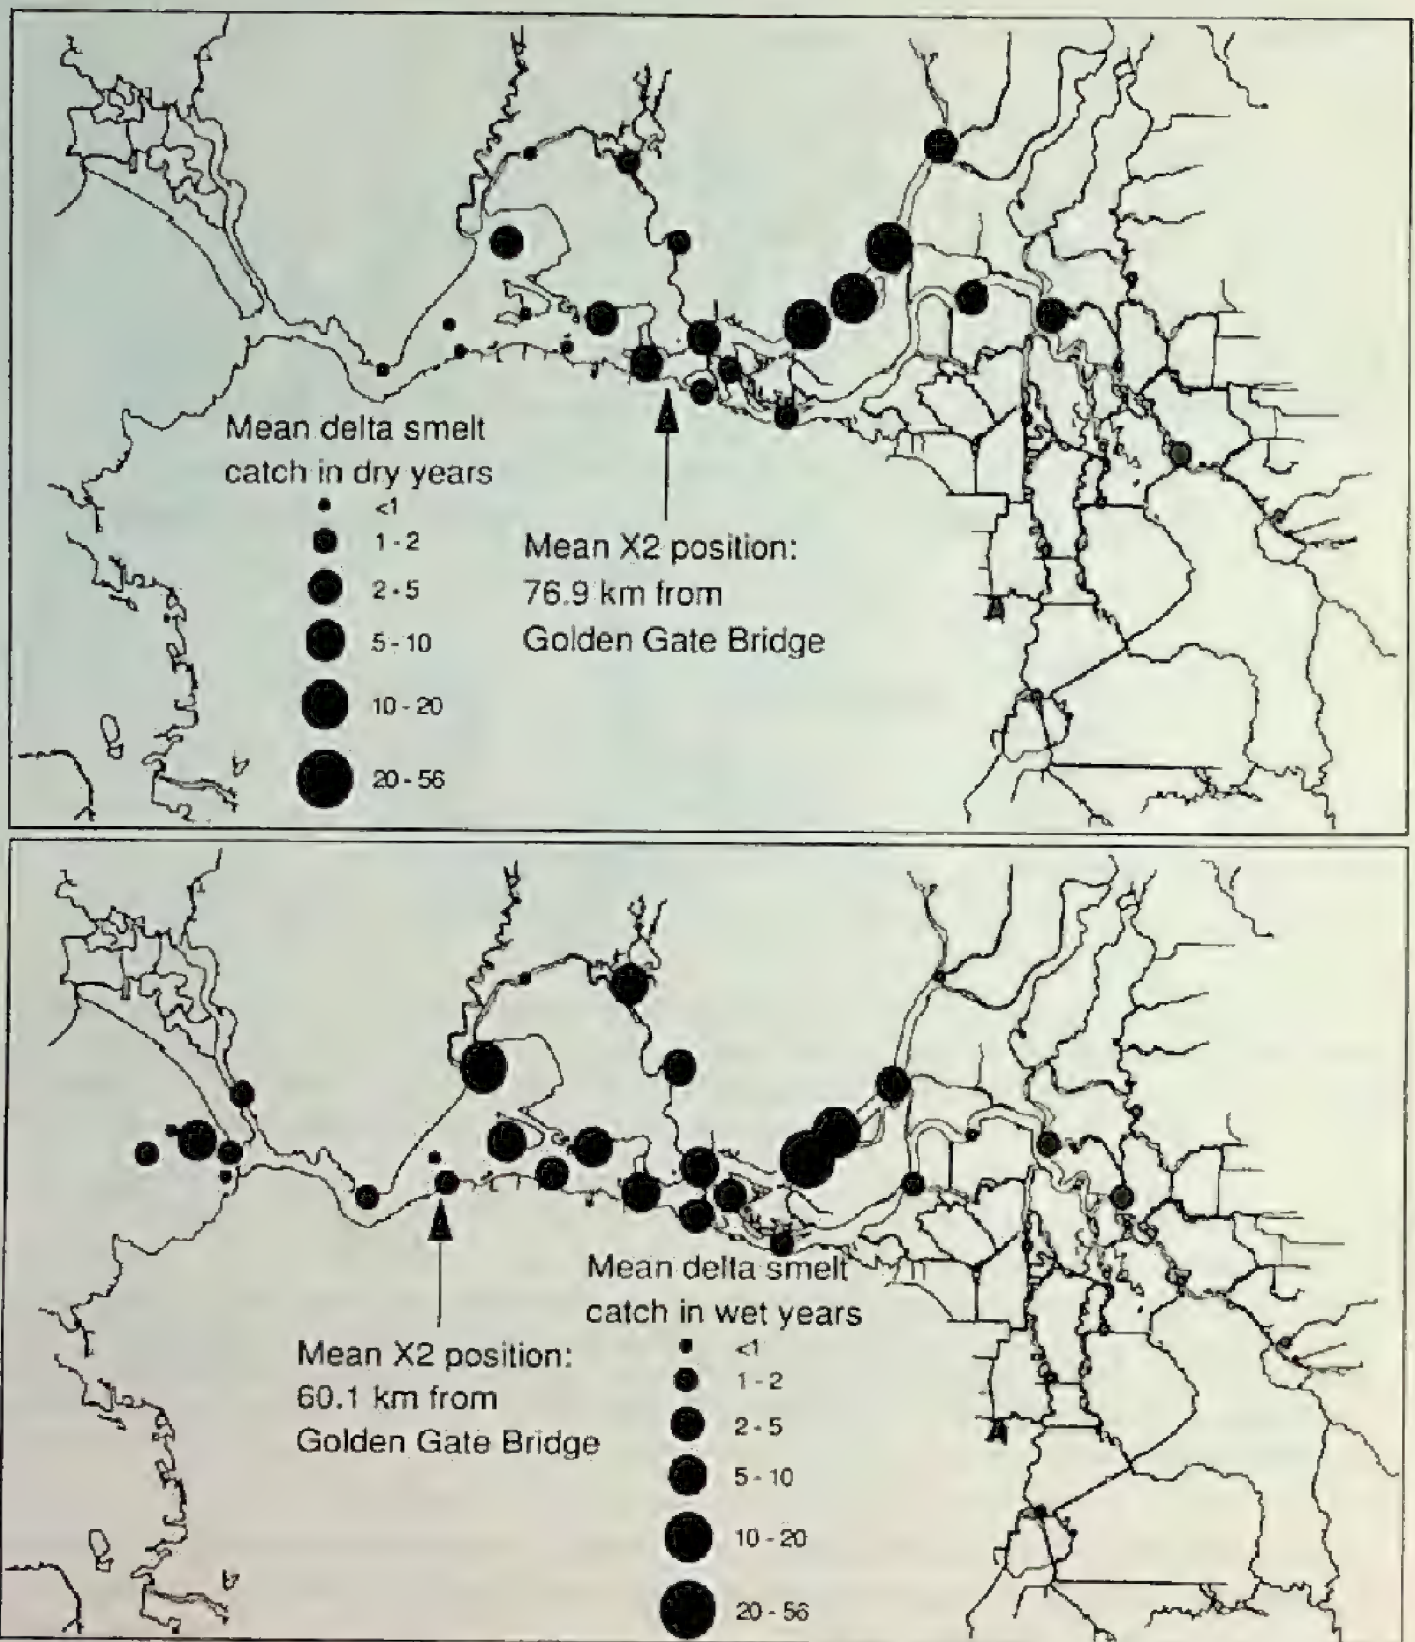 Mean delta smelt
catch in dry years
<1
1 - 2
2 - 5
5 - 10
10 - 20
20 - 56
Mean X2 position:
76.9 km from
Golden Gate Bridge
Mean X2 position:
60.1 km from
Golden Gate Bridge
Mean delta smelt
catch in wet years
<1
1 - 2
2 - 5
5 - 10
10 - 20
20 - 56